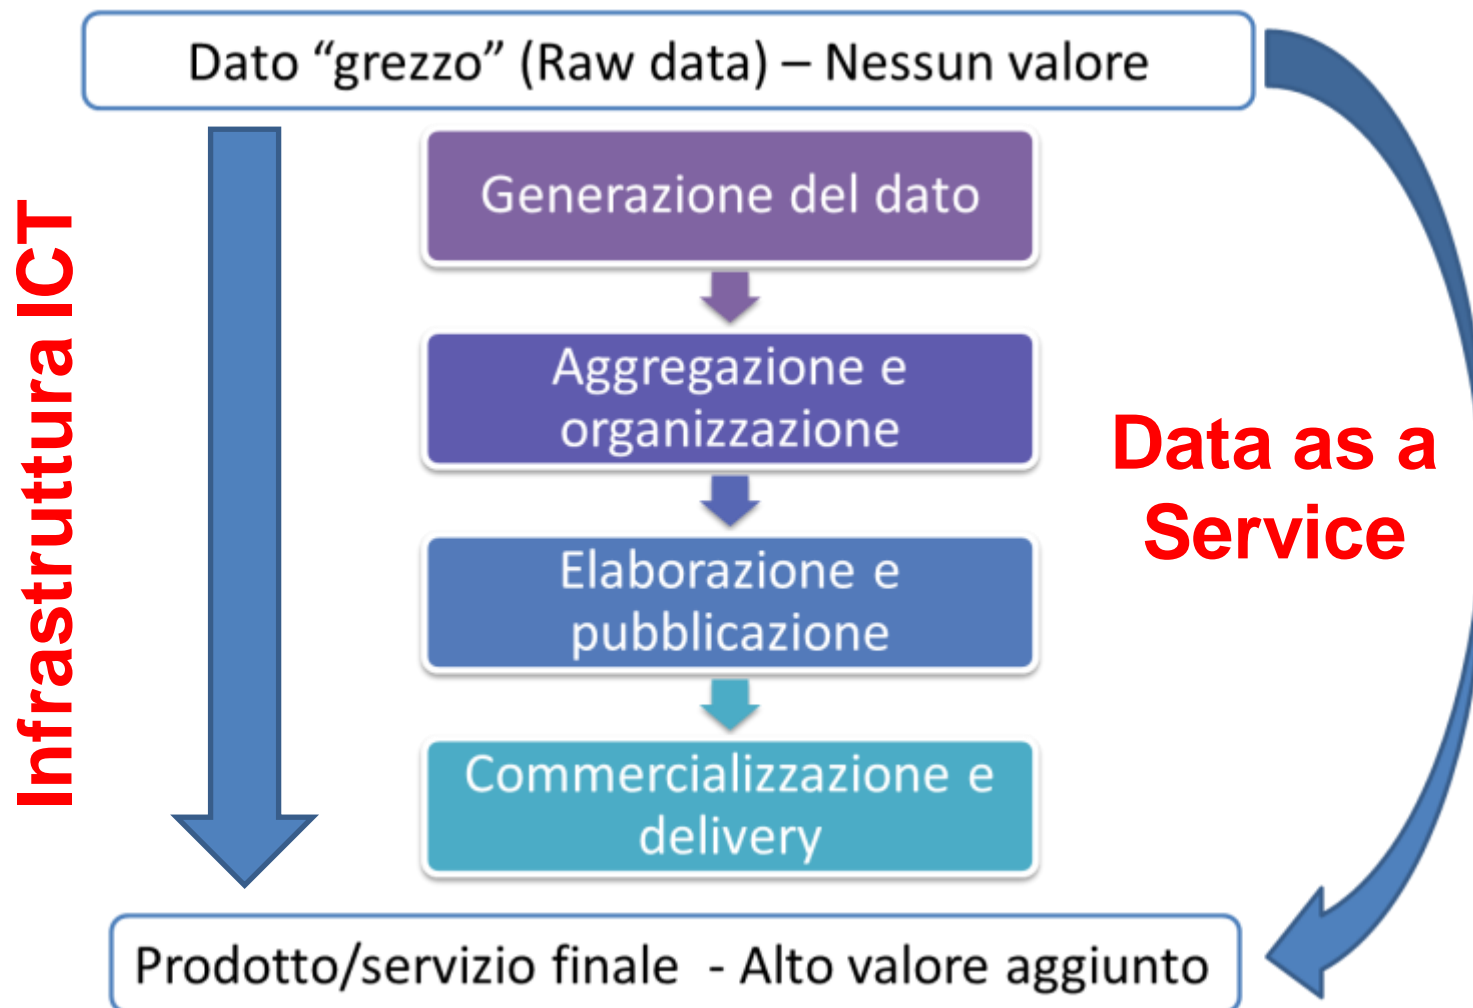 Dato “grezzo” (Raw data) – Nessun valore
Infrastruttura ICT
Generazione del dato
Aggregazione e
organizzazione
Elaborazione e
pubblicazione
Commercializzazione e
delivery
Data as a
Service
Prodotto/servizio finale - Alto valore aggiunto